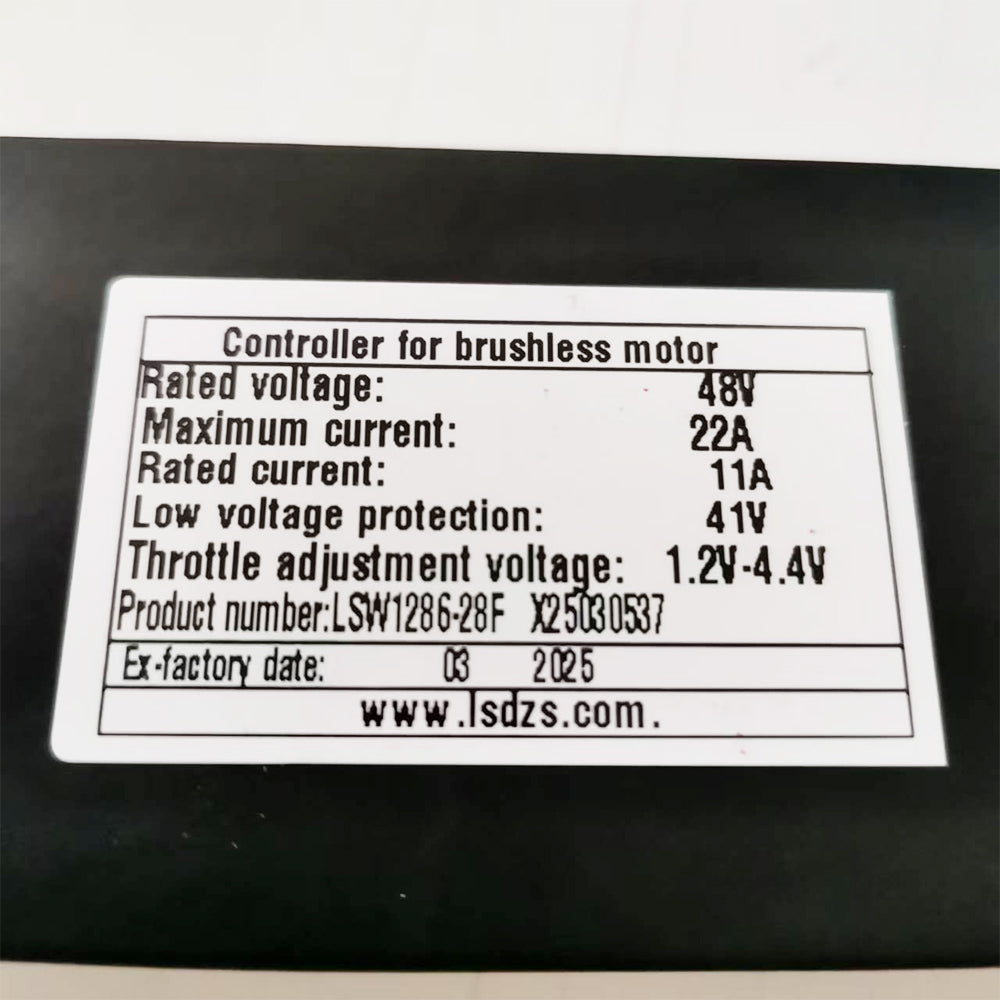 Controller for brushless motor
Rated voltage: 48V
Maximum current: 22A
Rated current: 11A
Low voltage protection: 41V
Throttle adjustment voltage: 1.2V-4.4V
Product number:LSW1286-28F X25030537
Ex-factory date: 03 2025
www.lsdzs.com.